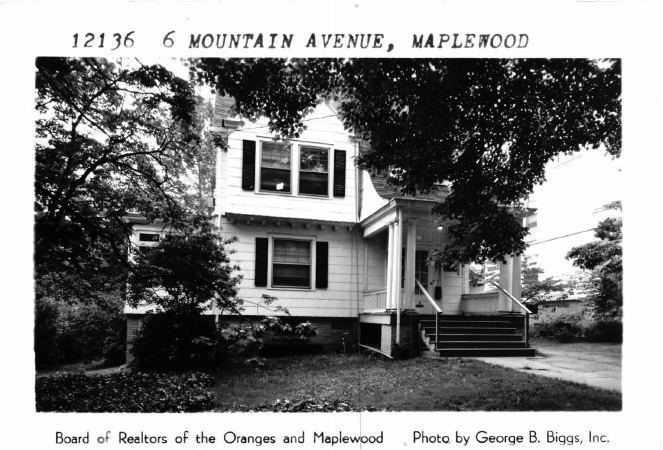 12136 6 MOUNTAIN AVENUE, MAPLEWOOD
Board of Realtors of the Oranges and Maplewood Photo by George B. Biggs, Inc.